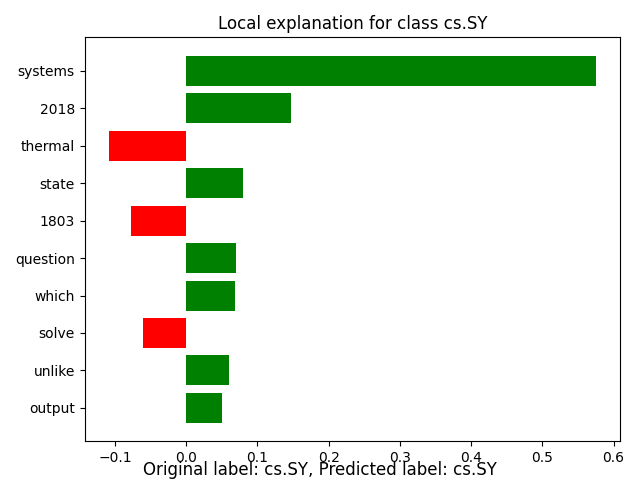 Local explanation for class cs.SY
systems
2018
thermal
state
1803
question
which
solve
unlike
output
−0.1 0.0 0.1 0.2 0.3 0.4 0.5 0.6
Original label: cs.SY, Predicted label: cs.SY